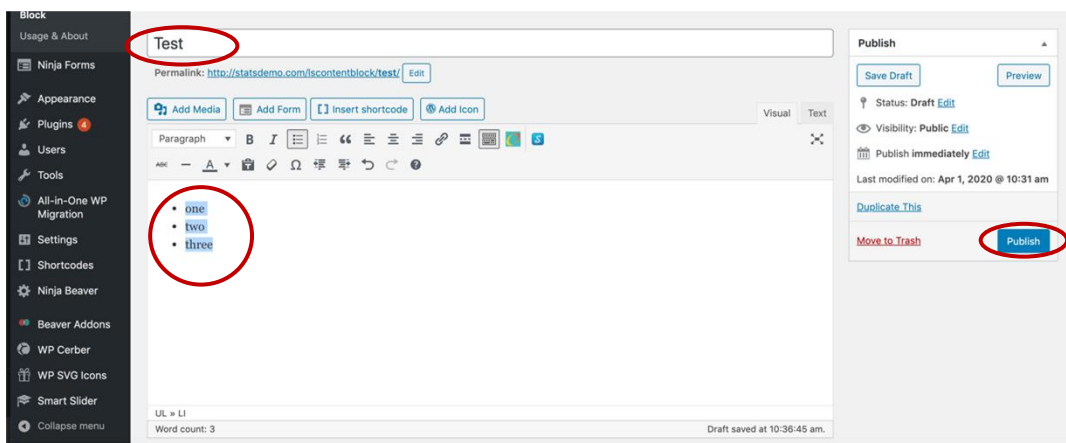 Block
Usage & About
Ninja Forms
Appearance
Plugins 4
Users
Tools
All-in-One WP
Migration
Settings
[ ] Shortcodes
Ninja Beaver
Beaver Addons
WP Cerber
WP SVG Icons
Smart Slider
Collapse menu
Test
Permalink: http://statsdemo.com/lscontentblock/test/ Edit
Add Media Add Form [ ] Insert shortcode Add Icon
Visual Text
Paragraph B I
ABC A Ω
• one
• two
• three
UL » LI
Word count: 3 Draft saved at 10:36:45 am.
Publish
Save Draft Preview
Status: Draft Edit
Visibility: Public Edit
Publish immediately Edit
Last modified on: Apr 1, 2020 @ 10:31 am
Duplicate This
Move to Trash Publish